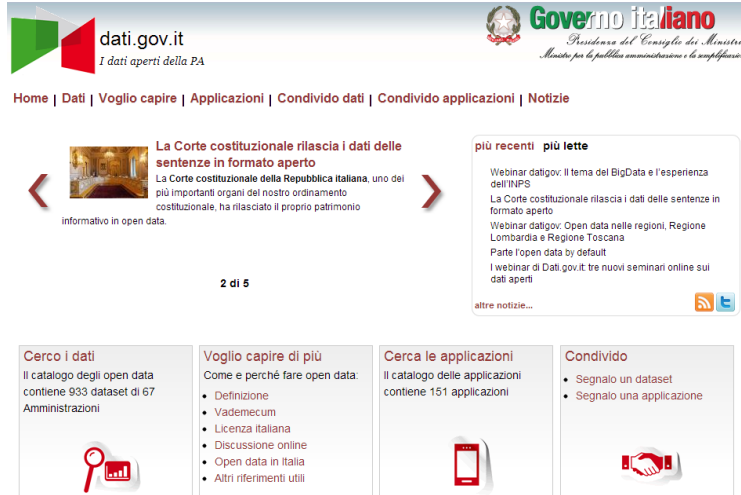 dati.gov.it
I dati aperti della PA
Governo italiano
Presidenza del Consiglio dei Ministri
Ministro per la pubblica amministrazione e la semplificazio
Home | Dati | Voglio capire | Applicazioni | Condivido dati | Condivido applicazioni | Notizie
La Corte costituzionale rilascia i dati delle
sentenze in formato aperto
La Corte costituzionale della Repubblica italiana, uno dei
più importanti organi del nostro ordinamento
costituzionale, ha rilasciato il proprio patrimonio
informativo in open data.
2 di 5
più recenti più lette
Webinar datigov: Il tema del BigData e l'esperienza
dell'INPS
La Corte costituzionale rilascia i dati delle sentenze in
formato aperto
Webinar datigov: Open data nelle regioni, Regione
Lombardia e Regione Toscana
Parte l'open data by default
I webinar di Dati.gov.it: tre nuovi seminari online sui
dati aperti
altre notizie...
Cerco i dati
Il catalogo degli open data
contiene 933 dataset di 67
Amministrazioni
Voglio capire di più
Come e perché fare open data:
Definizione
Vademecum
Licenza italiana
Discussione online
Open data in Italia
Altri riferimenti utili
Cerca le applicazioni
Il catalogo delle applicazioni
contiene 151 applicazioni
Condivido
Segnalo un dataset
Segnalo una applicazione